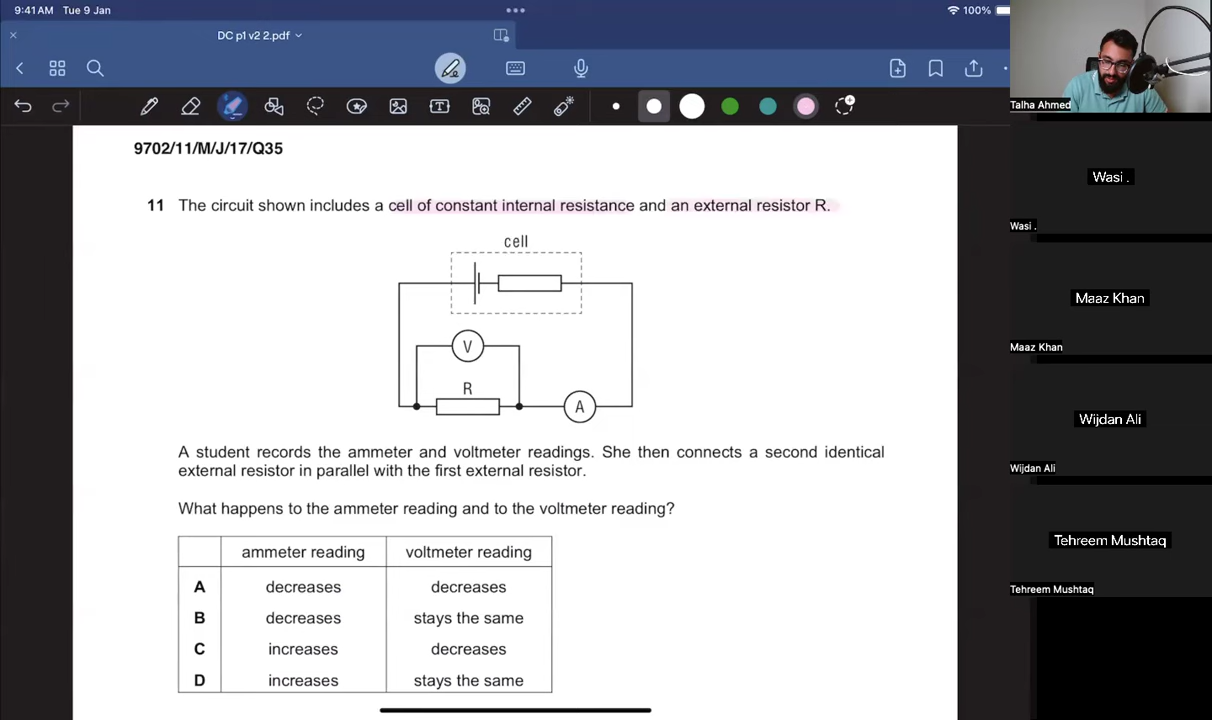 9:41 AM Tue 9 Jan
100%
DC p1 v2 2.pdf
9702/11/M/J/17/Q35
11 The circuit shown includes a cell of constant internal resistance and an external resistor R.
cell
V
R
A
A student records the ammeter and voltmeter readings. She then connects a second identical
external resistor in parallel with the first external resistor.
What happens to the ammeter reading and to the voltmeter reading?
ammeter reading voltmeter reading
A decreases decreases
B decreases stays the same
C increases decreases
D increases stays the same
Talha Ahmed
Wasi .
Wasi .
Maaz Khan
Maaz Khan
Wijdan Ali
Wijdan Ali
Tehreem Mushtaq
Tehreem Mushtaq